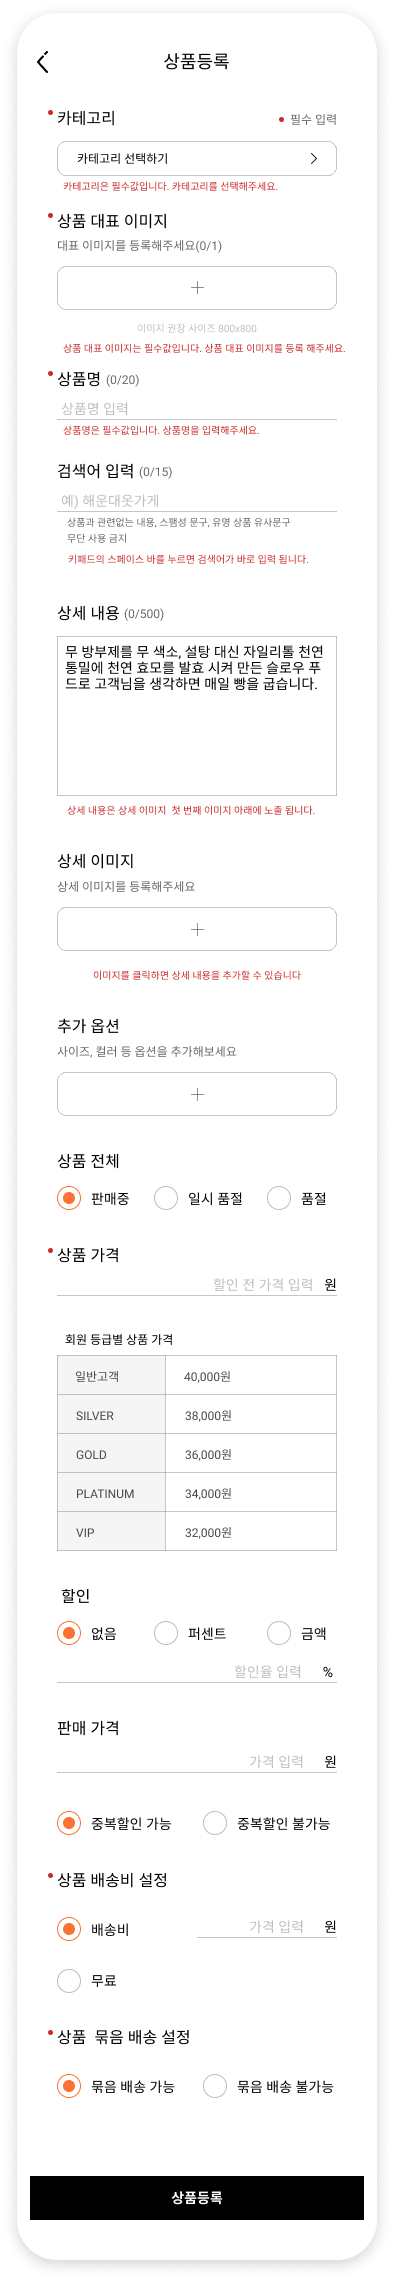 상품등록
카테고리
필수 입력
카테고리 선택하기
카테고리은 필수값입니다. 카테고리를 선택해주세요.
상품 대표 이미지
대표 이미지를 등록해주세요(0/1)
이미지 권장 사이즈 800x800
상품 대표 이미지는 필수값입니다. 상품 대표 이미지를 등록 해주세요.
상품명 (0/20)
상품명 입력
상품명은 필수값입니다. 상품명을 입력해주세요.
검색어 입력 (0/15)
예) 해운대옷가게
상품과 관련없는 내용, 스팸성 문구, 유명 상품 유사문구
무단 사용 금지
키패드의 스페이스 바를 누르면 검색어가 바로 입력 됩니다.
상세 내용 (0/500)
무 방부제를 무 색소, 설탕 대신 자일리톨 천연
통밀에 천연 효모를 발효 시켜 만든 슬로우 푸
드로 고객님을 생각하면 매일 빵을 굽습니다.
상세 내용은 상세 이미지 첫 번째 이미지 아래에 노출 됩니다.
상세 이미지
상세 이미지를 등록해주세요
이미지를 클릭하면 상세 내용을 추가할 수 있습니다
추가 옵션
사이즈, 컬러 등 옵션을 추가해보세요
상품 전체
판매중 일시 품절 품절
상품 가격
할인 전 가격 입력 원
회원 등급별 상품 가격
일반고객 40,000원
SILVER 38,000원
GOLD 36,000원
PLATINUM 34,000원
VIP 32,000원
할인
없음 퍼센트 금액
할인율 입력 %
판매 가격
가격 입력 원
중복할인 가능 중복할인 불가능
상품 배송비 설정
배송비 가격 입력 원
무료
상품 묶음 배송 설정
묶음 배송 가능 묶음 배송 불가능
상품등록